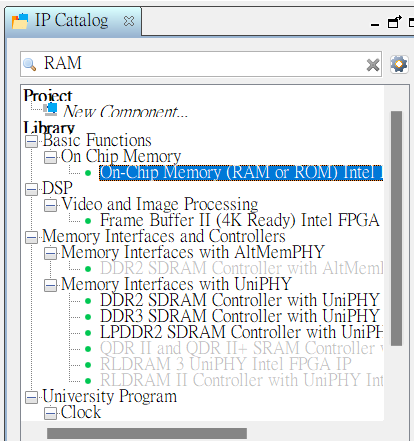 IP Catalog
RAM
Project
New Component...
Library
Basic Functions
On Chip Memory
On-Chip Memory (RAM or ROM) Intel
DSP
Video and Image Processing
Frame Buffer II (4K Ready) Intel FPGA
Memory Interfaces and Controllers
Memory Interfaces with AltMemPHY
DDR2 SDRAM Controller with AltMem
Memory Interfaces with UniPHY
DDR2 SDRAM Controller with UniPHY
DDR3 SDRAM Controller with UniPHY
LPDDR2 SDRAM Controller with UniPH
QDR II and QDR II+ SRAM Controller
RLDRAM 3 UniPHY Intel FPGA IP
RLDRAM II Controller with UniPHY Int
University Program
Clock